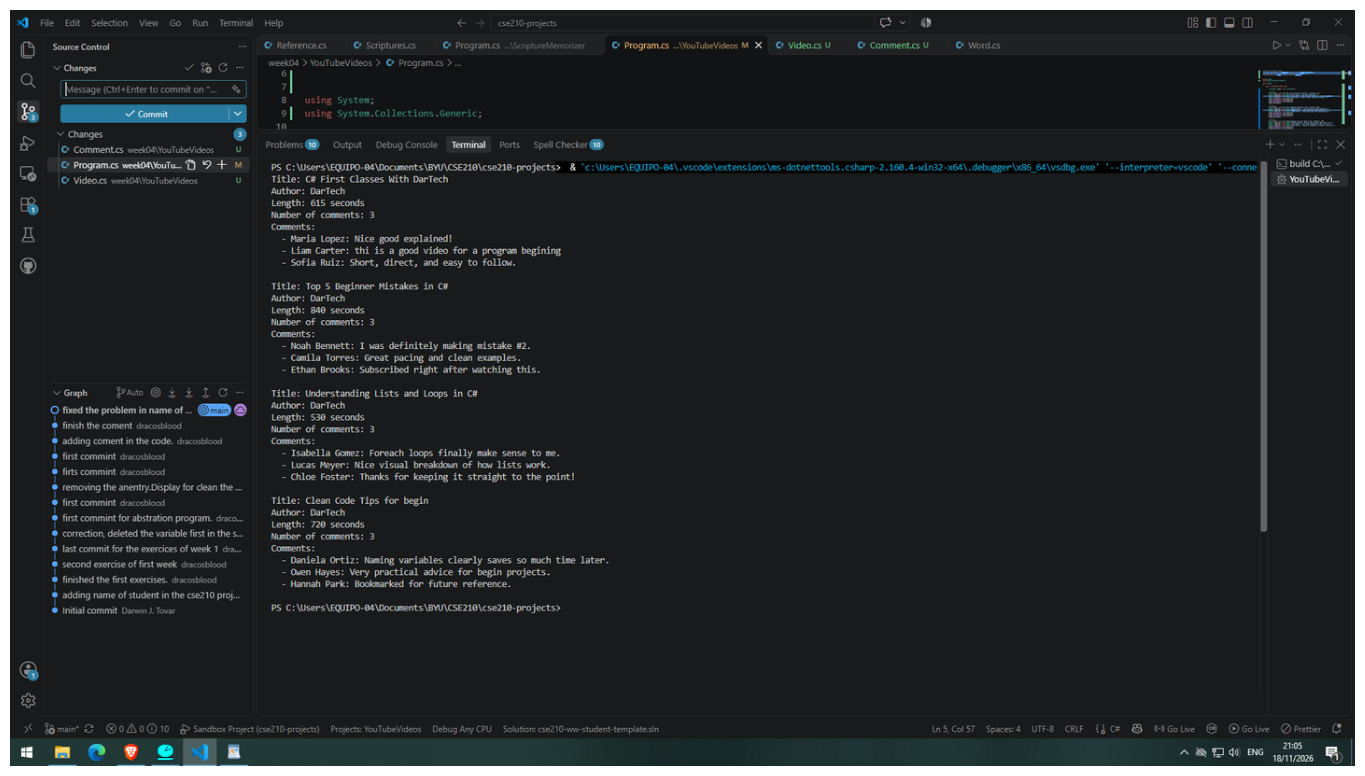 File Edit Selection View Go Run Terminal Help
cse210-projects
Source Control
Changes
Message (Ctrl+Enter to commit on "...
Commit
Changes 3
Comment.cs week04\YouTubeVideos U
Program.cs week04\YouTu... M
Video.cs week04\YouTubeVideos U
Graph Auto
fixed the problem in name of ... main
finish the coment dracosblood
adding coment in the code. dracosblood
first commint dracosblood
firts commint dracosblood
removing the anentry.Display for clean the ...
first commint dracosblood
first commint for abstration program. draco...
correction, deleted the variable first in the s...
last commit for the exercices of week 1 dra...
second exercise of first week dracosblood
finished the first exercises. dracosblood
adding name of student in the cse210 proj...
Initial commit Darwin J. Tovar
Reference.cs Scriptures.cs Program.cs ...\ScriptureMemorizer Program.cs ...\YouTubeVideos M Video.cs U Comment.cs U Word.cs
week04 > YouTubeVideos > Program.cs > ...
6
7
8 using System;
9 using System.Collections.Generic;
10
Problems 10 Output Debug Console Terminal Ports Spell Checker 10
PS C:\Users\EQUIPO-04\Documents\BYU\CSE210\cse210-projects> & 'c:\Users\EQUIPO-04\.vscode\extensions\ms-dotnettools.csharp-2.160.4-win32-x64\.debugger\x86_64\vsdbg.exe' '--interpreter=vscode' '--conne
Title: C# First Classes With DarTech
Author: DarTech
Length: 615 seconds
Number of comments: 3
Comments:
- Maria Lopez: Nice good explained!
- Liam Carter: thi is a good video for a program begining
- Sofia Ruiz: Short, direct, and easy to follow.
Title: Top 5 Beginner Mistakes in C#
Author: DarTech
Length: 840 seconds
Number of comments: 3
Comments:
- Noah Bennett: I was definitely making mistake #2.
- Camila Torres: Great pacing and clean examples.
- Ethan Brooks: Subscribed right after watching this.
Title: Understanding Lists and Loops in C#
Author: DarTech
Length: 530 seconds
Number of comments: 3
Comments:
- Isabella Gomez: Foreach loops finally make sense to me.
- Lucas Meyer: Nice visual breakdown of how lists work.
- Chloe Foster: Thanks for keeping it straight to the point!
Title: Clean Code Tips for begin
Author: DarTech
Length: 720 seconds
Number of comments: 3
Comments:
- Daniela Ortiz: Naming variables clearly saves so much time later.
- Owen Hayes: Very practical advice for begin projects.
- Hannah Park: Bookmarked for future reference.
PS C:\Users\EQUIPO-04\Documents\BYU\CSE210\cse210-projects>
build C:\...
YouTubeVi...
main* 0 0 10 Sandbox Project (cse210-projects) Projects: YouTubeVideos Debug Any CPU Solution: cse210-ww-student-template.sln Ln 5, Col 57 Spaces: 4 UTF-8 CRLF C# Go Live Go Live Prettier
ENG 21:05
18/11/2026